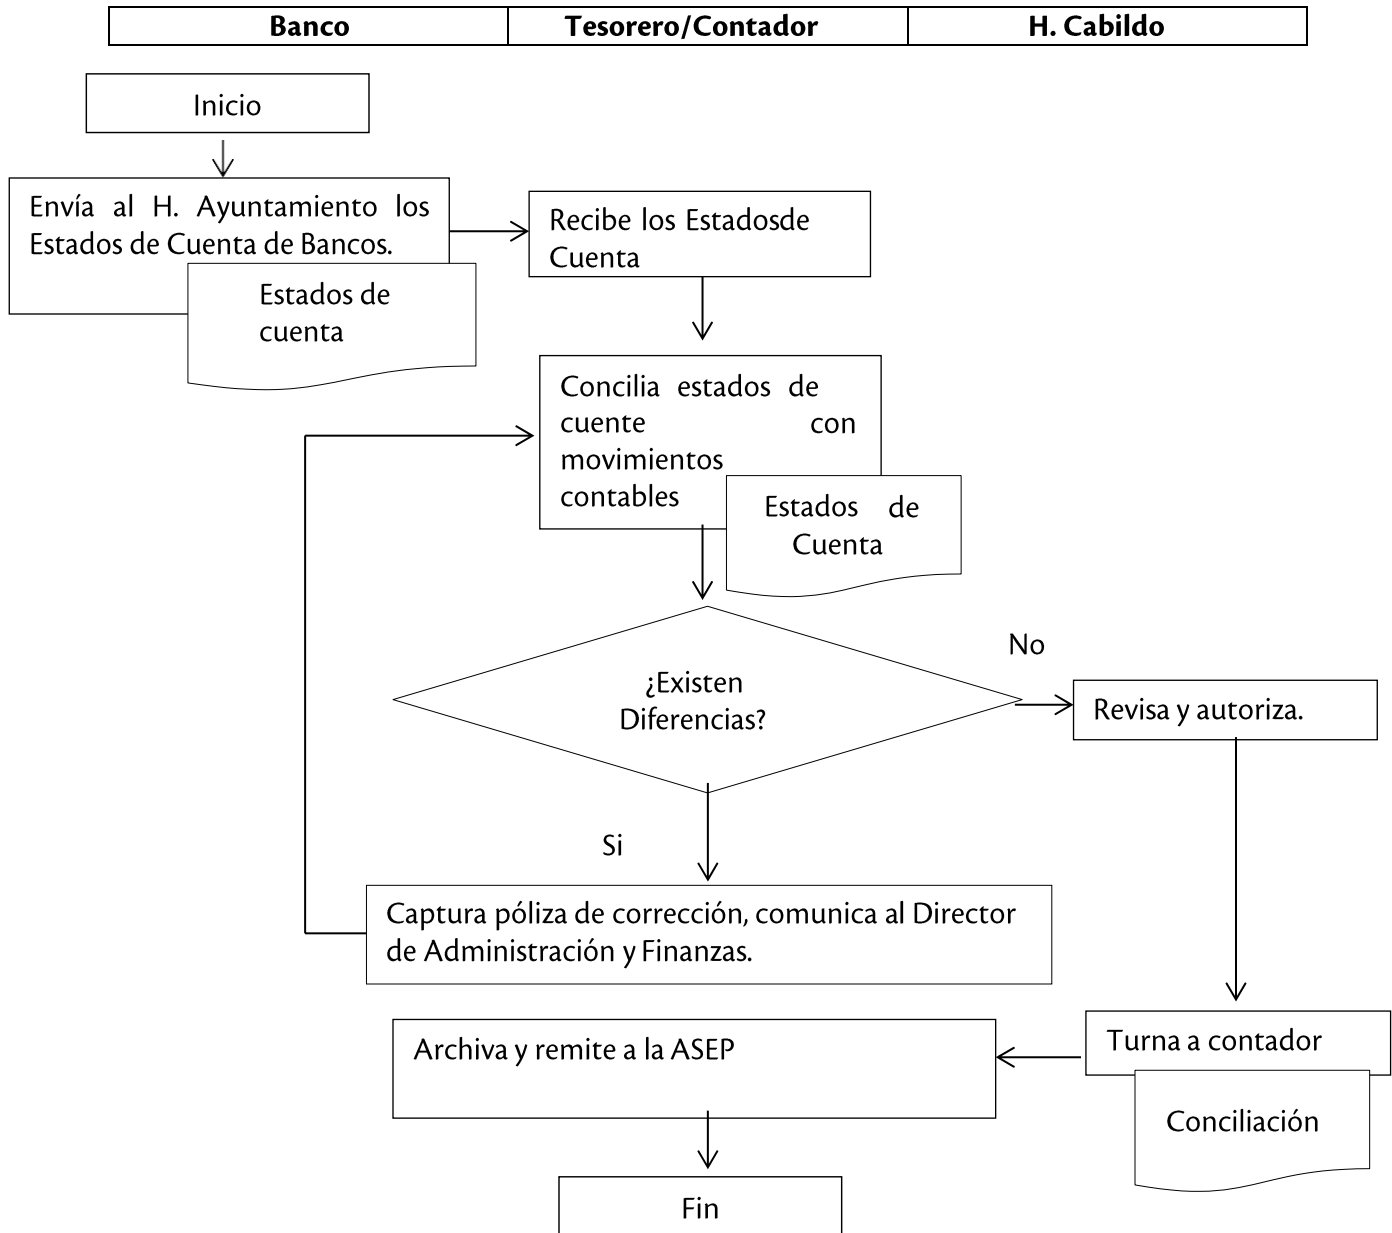 Banco Tesorero/Contador H. Cabildo
Inicio
Envía al H. Ayuntamiento los
Estados de Cuenta de Bancos.
Estados de
cuenta
Recibe los Estadosde
Cuenta
Concilia estados de
cuente con
movimientos
contables
Estados de
Cuenta
¿Existen
Diferencias?
No
Revisa y autoriza.
Si
Captura póliza de corrección, comunica al Director
de Administración y Finanzas.
Turna a contador
Conciliación
Archiva y remite a la ASEP
Fin